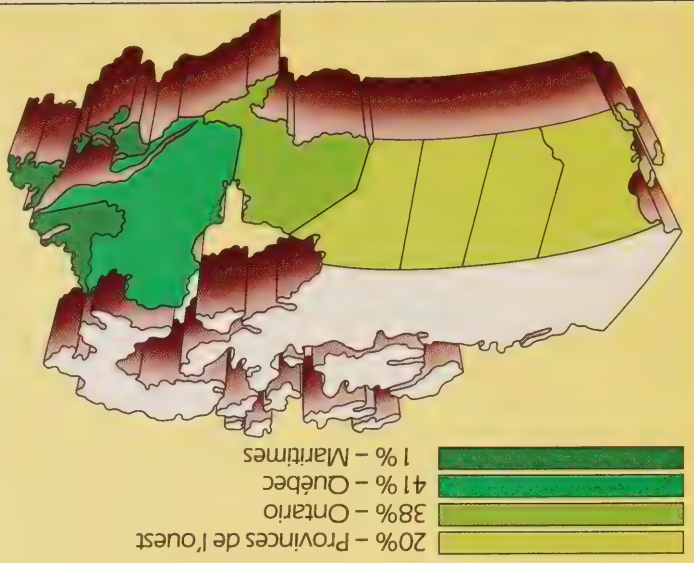 20% – Provinces de l'ouest
38% – Ontario
41% – Québec
1% – Maritimes